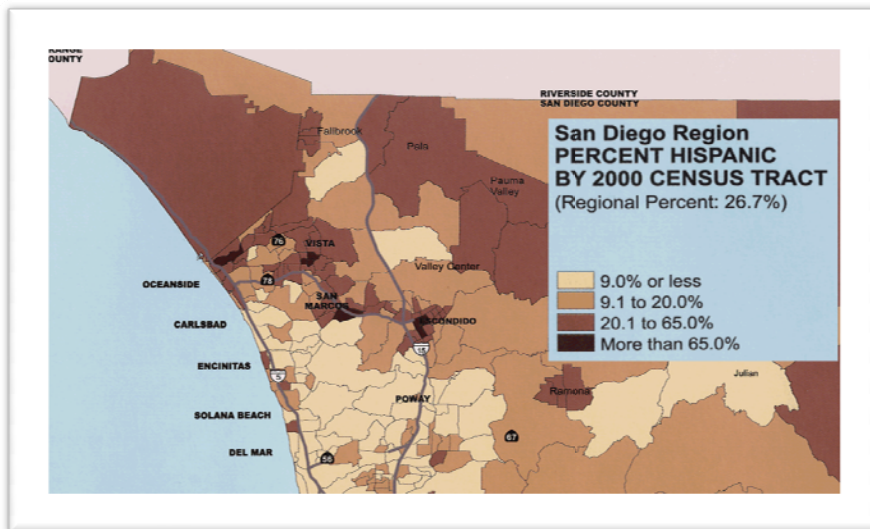 RANGE
OUNTY
RIVERSIDE COUNTY
SAN DIEGO COUNTY
San Diego Region
PERCENT HISPANIC
BY 2000 CENSUS TRACT
(Regional Percent: 26.7%)
9.0% or less
9.1 to 20.0%
20.1 to 65.0%
More than 65.0%
Fallbrook
Pala
Pauma
Valley
76
VISTA
Valley Center
OCEANSIDE
78
SAN
MARCOS
ESCONDIDO
CARLSBAD
15
ENCINITAS
5
Julian
Ramona
POWAY
SOLANA BEACH
67
DEL MAR
56